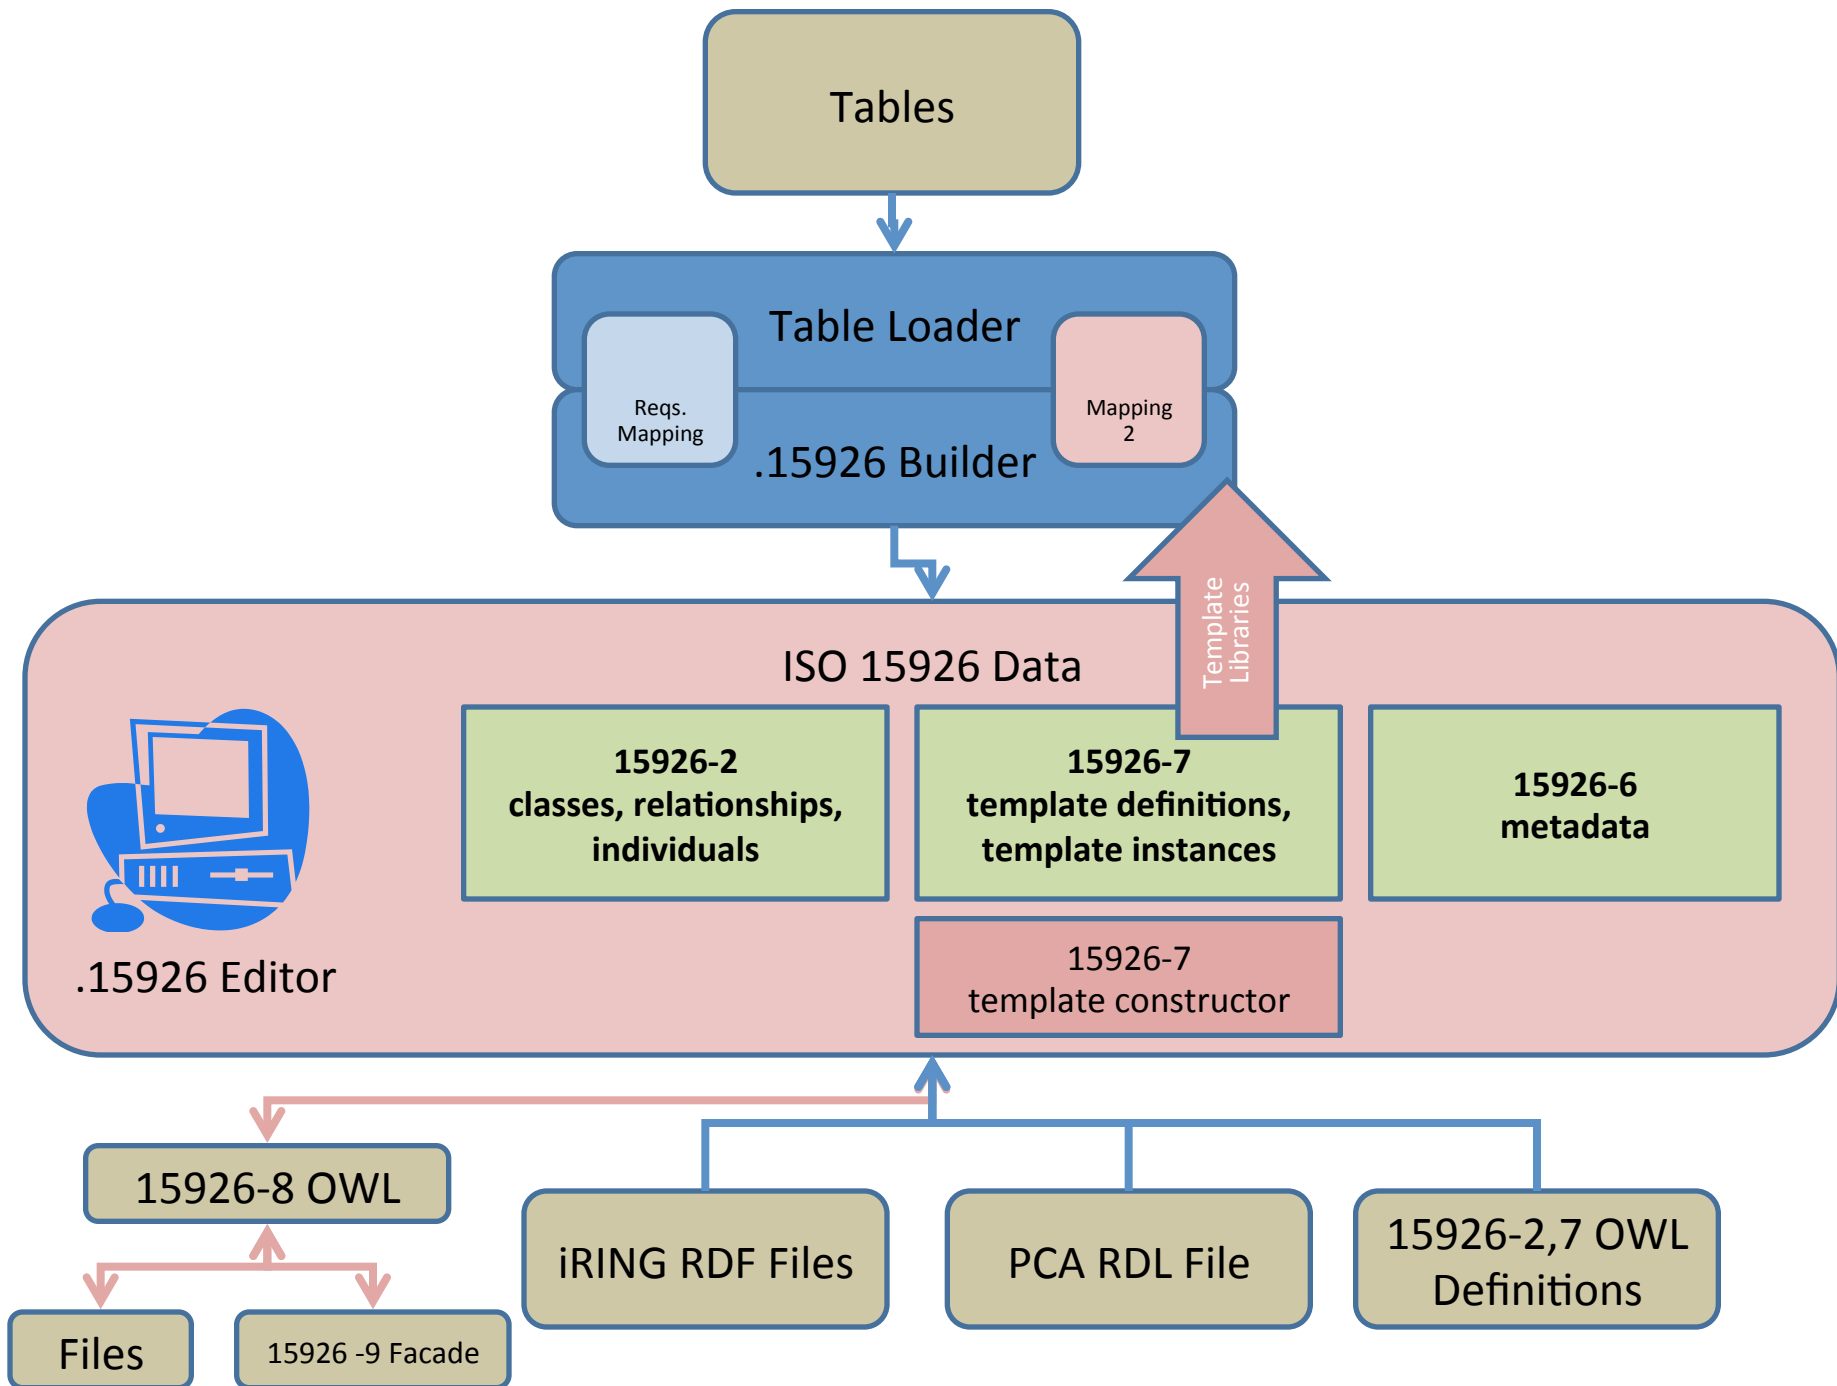 Tables
Table Loader
Reqs.
Mapping
Mapping
2
.15926 Builder
Template
Libraries
ISO 15926 Data
15926-2
classes, relationships,
individuals
15926-7
template definitions,
template instances
15926-6
metadata
.15926 Editor
15926-7
template constructor
15926-8 OWL
iRING RDF Files
PCA RDL File
15926-2,7 OWL
Definitions
Files
15926 -9 Facade